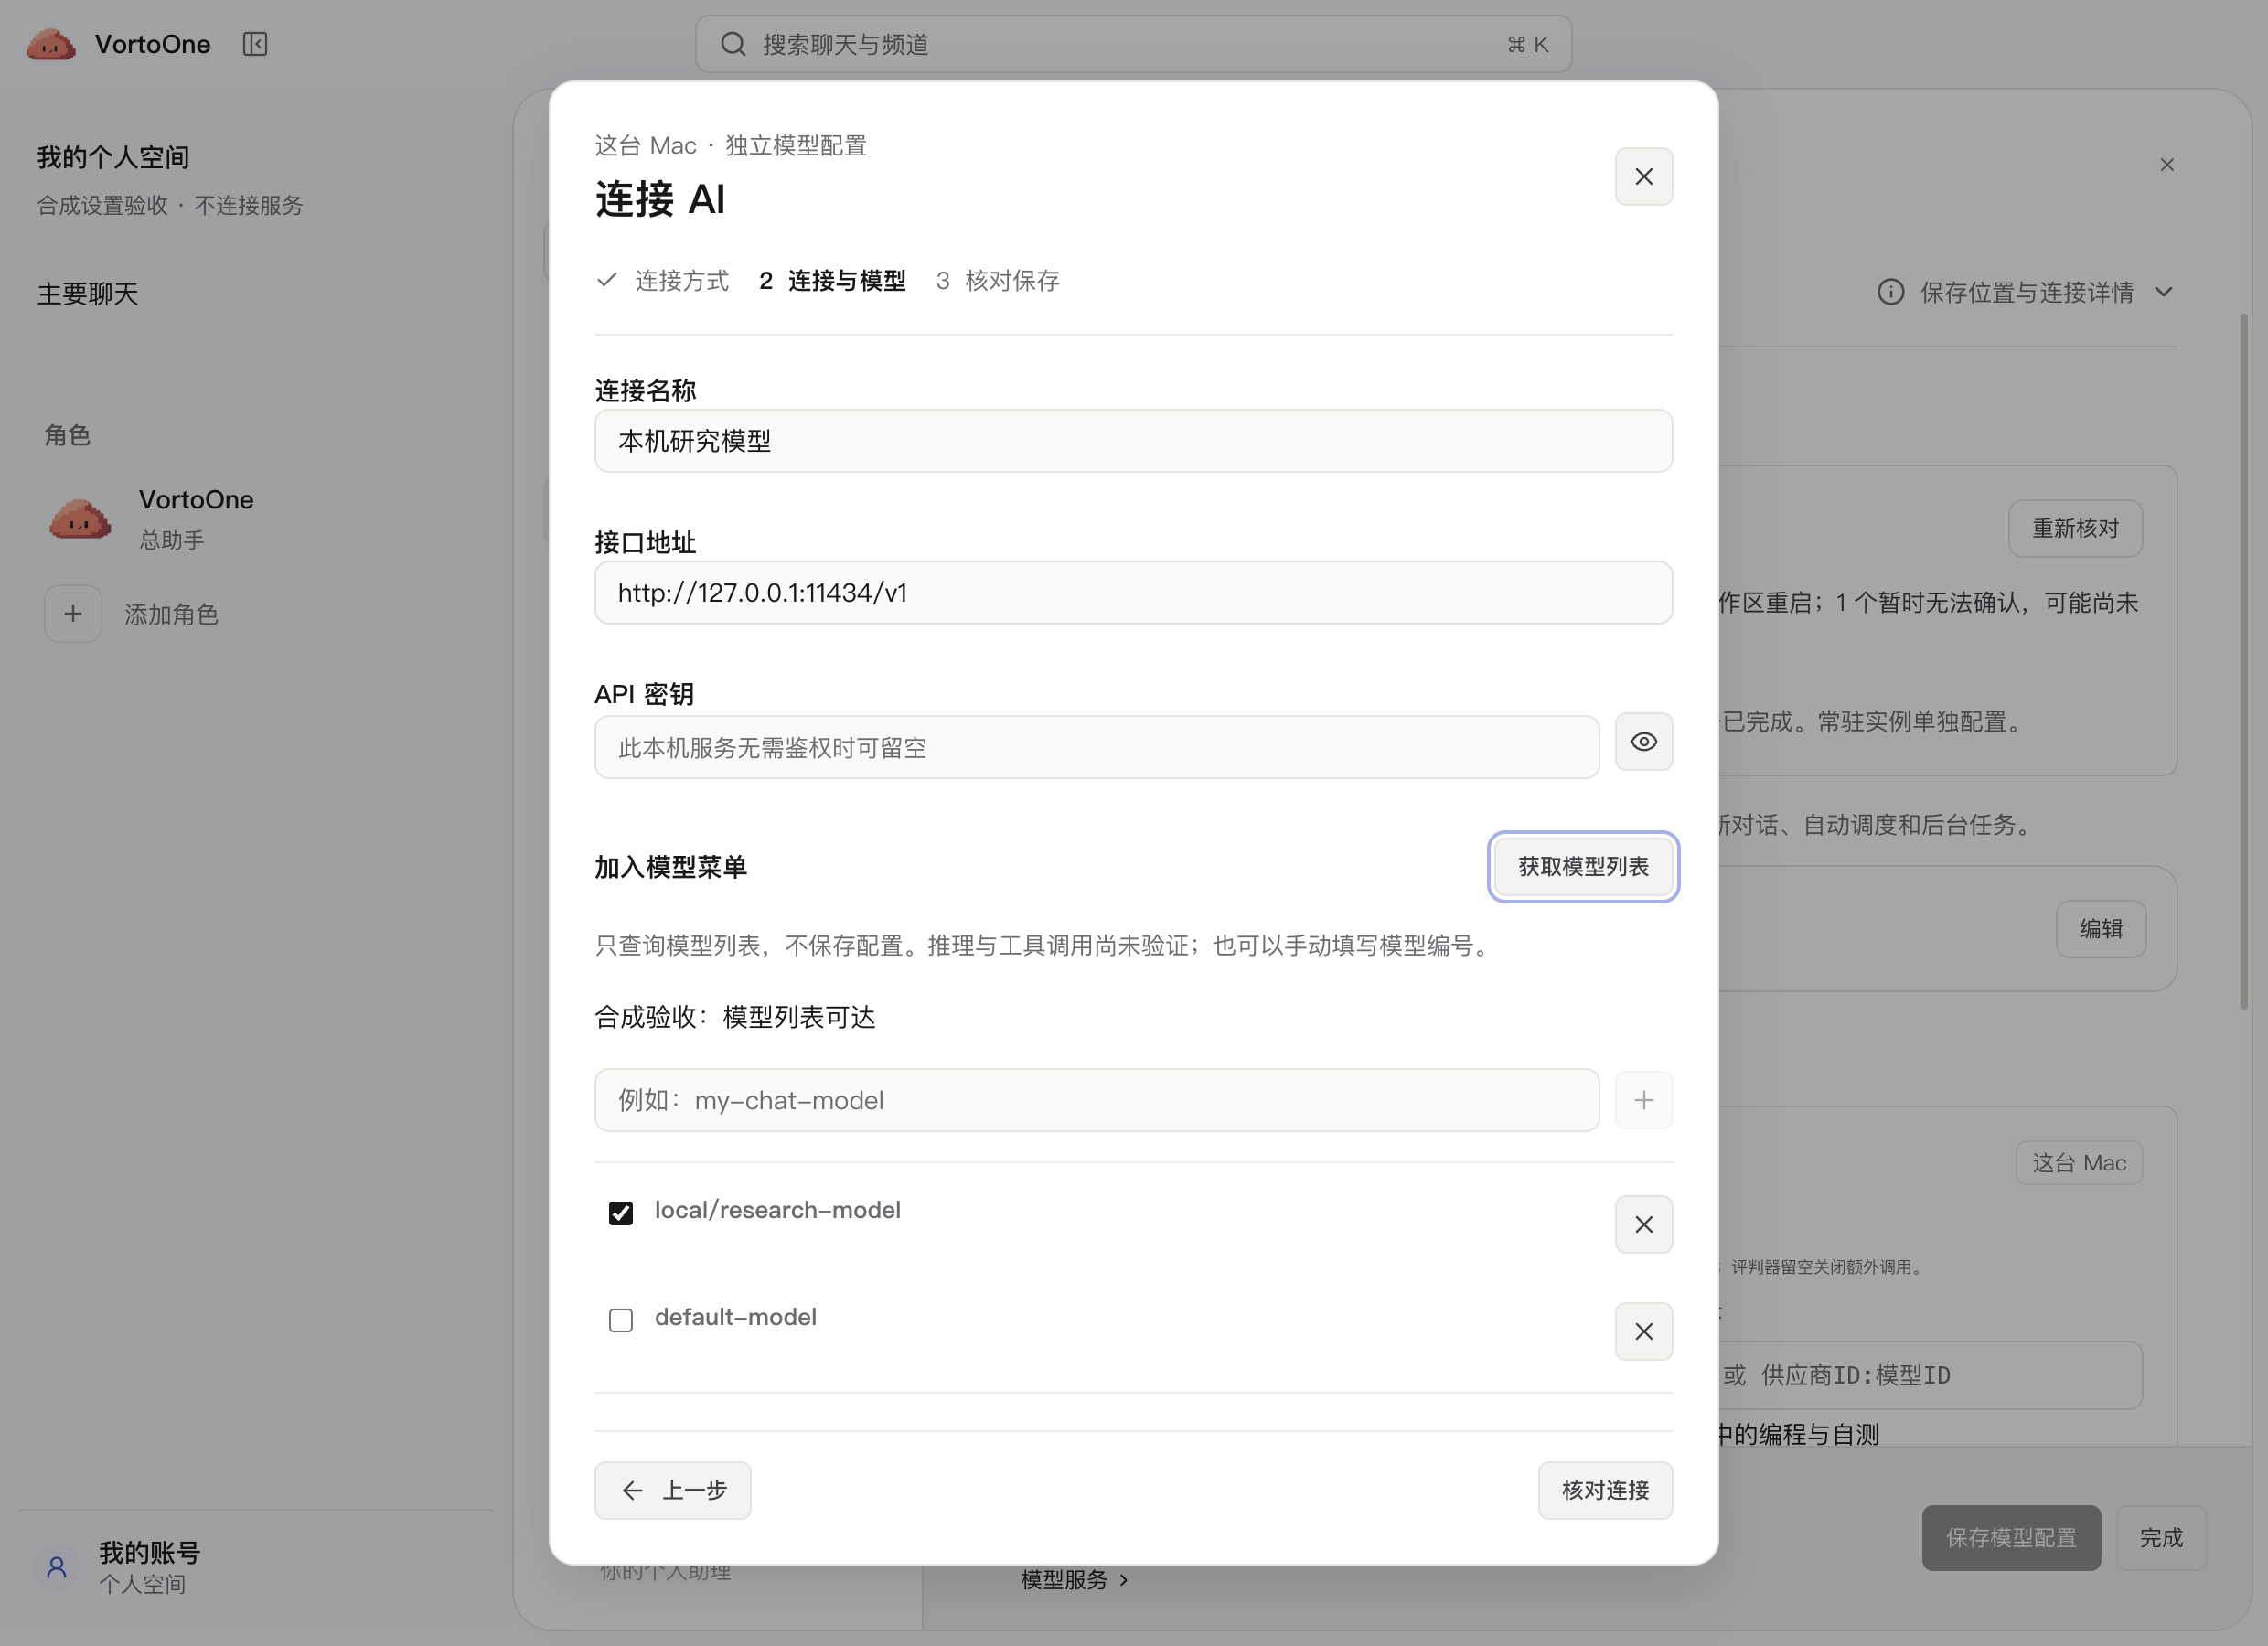 VortoOne
搜索聊天与频道
⌘ K
我的个人空间
合成设置验收 · 不连接服务
主要聊天
角色
VortoOne
总助手
添加角色
我的账号
个人空间
这台 Mac · 独立模型配置
连接 AI
连接方式
2 连接与模型
3 核对保存
连接名称
本机研究模型
接口地址
http://127.0.0.1:11434/v1
API 密钥
此本机服务无需鉴权时可留空
加入模型菜单
获取模型列表
只查询模型列表，不保存配置。推理与工具调用尚未验证；也可以手动填写模型编号。
合成验收：模型列表可达
例如：my-chat-model
local/research-model
default-model
上一步
核对连接
保存位置与连接详情
重新核对
作区重启；1 个暂时无法确认，可能尚未
已完成。常驻实例单独配置。
对话、自动调度和后台任务。
编辑
这台 Mac
评判器留空关闭额外调用。
或 供应商ID:模型ID
中的编程与自测
你的个人助理
模型服务
保存模型配置
完成